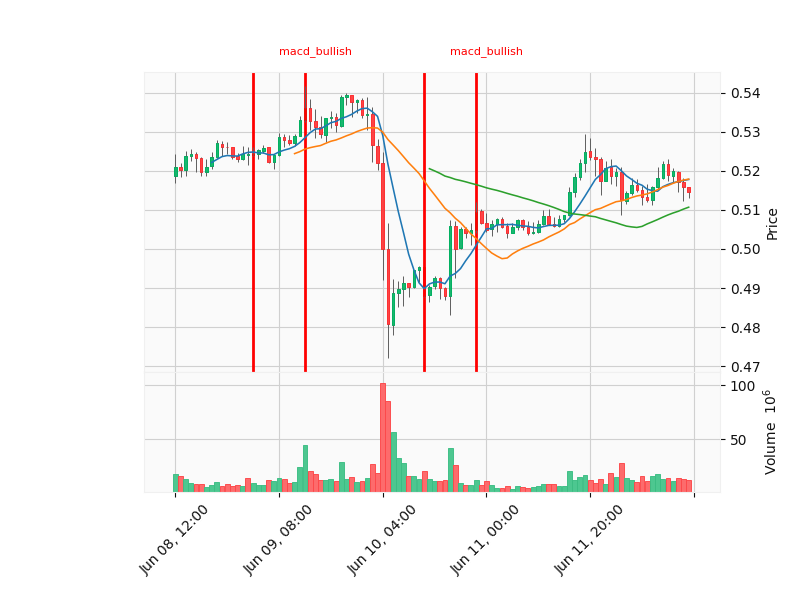 macd_bullish macd_bullish
0.54
0.53
0.52
0.51
0.50
0.49
0.48
0.47
Price
100
50
Volume 10^6
Jun 08, 12:00
Jun 09, 08:00
Jun 10, 04:00
Jun 11, 00:00
Jun 11, 20:00